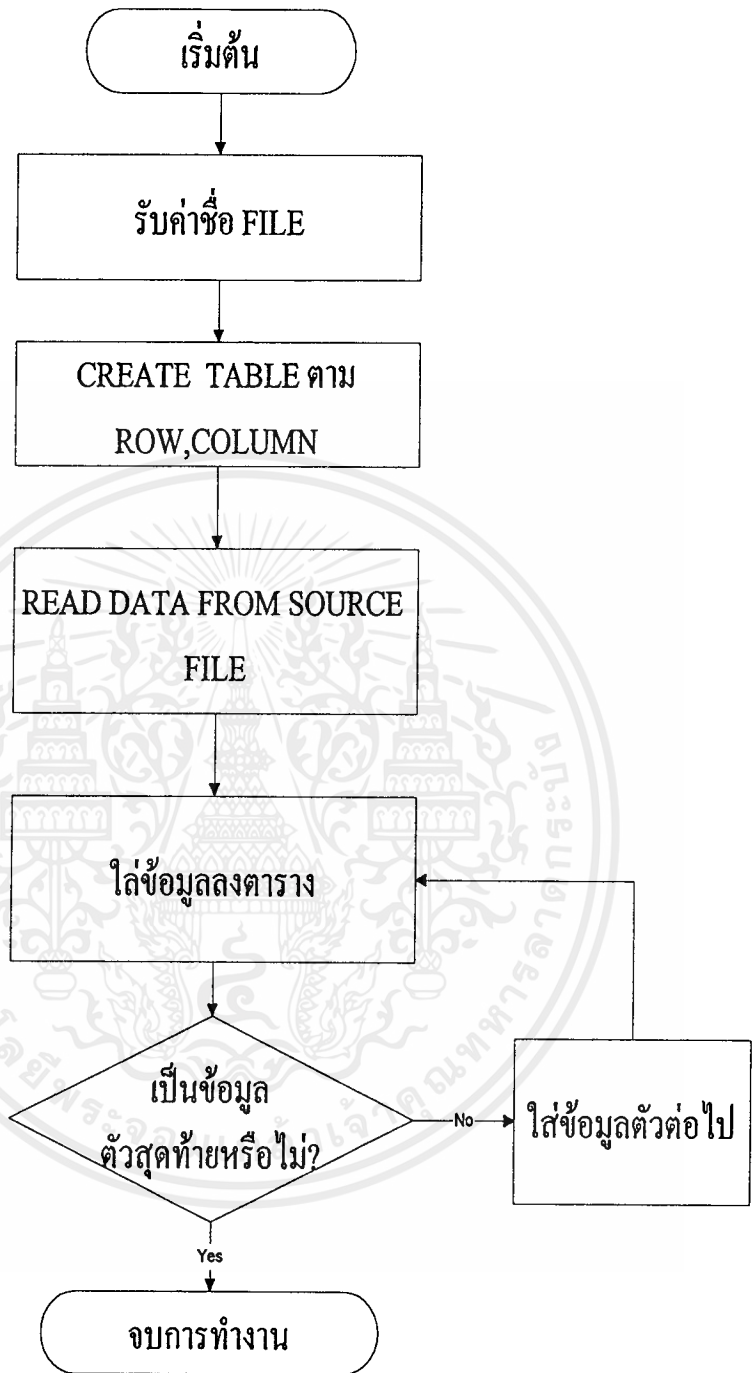 เริ่มต้น
รับค่าชื่อ FILE
CREATE TABLE ตาม
ROW,COLUMN
READ DATA FROM SOURCE
FILE
ใล่ข้อมูลลงตาราง
เป็นข้อมูล
ตัวสุดท้ายหรือไม่?
No
ใส่ข้อมูลตัวต่อไป
Yes
จบการทำงาน